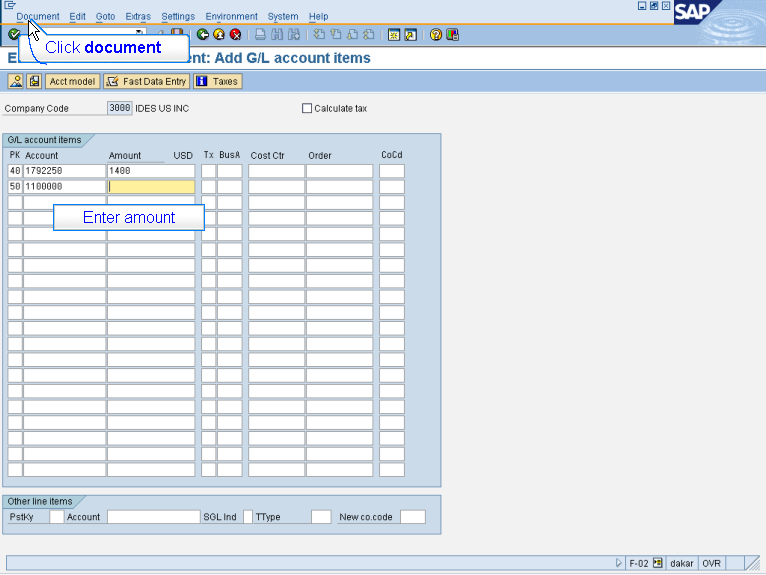 Document Edit Goto Extras Settings Environment System Help
SAP
Click document
E nt: Add G/L account items
Acct model Fast Data Entry Taxes
Company Code 3000 IDES US INC Calculate tax
G/L account items
PK Account Amount USD Tx BusA Cost Ctr Order CoCd
40 1792250 1400
50 1100000
Enter amount
Other line items
PstKy Account SGL Ind TType New co.code
F-02 dakar OVR